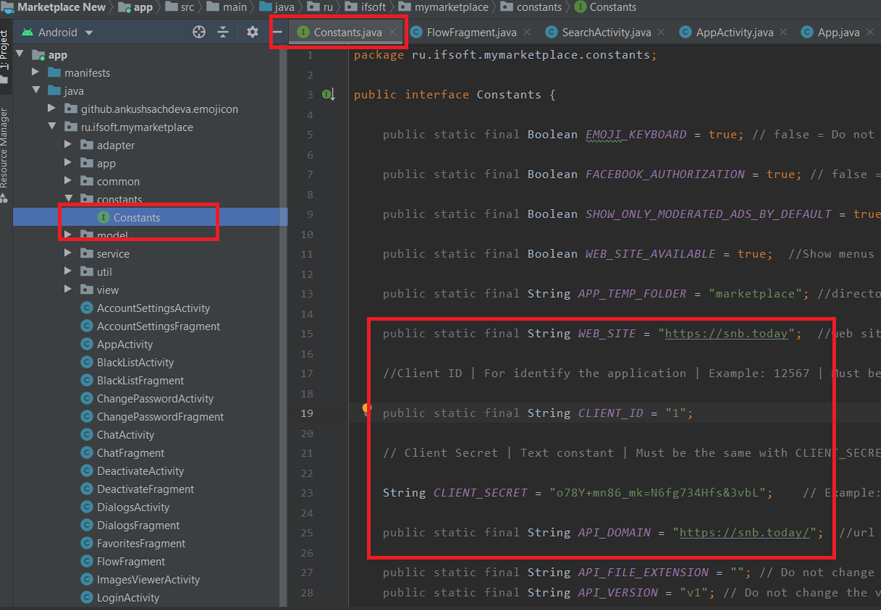 Marketplace New app src main java ru ifsoft mymarketplace constants Constants
Android Constants.java FlowFragment.java SearchActivity.java AppActivity.java App.java
1: Project
Resource Manager
app
manifests
java
github.ankushsachdeva.emojicon
ru.ifsoft.mymarketplace
adapter
app
common
constants
Constants
model
service
util
view
AccountSettingsActivity
AccountSettingsFragment
AppActivity
BlackListActivity
BlackListFragment
ChangePasswordActivity
ChangePasswordFragment
ChatActivity
ChatFragment
DeactivateActivity
DeactivateFragment
DialogsActivity
DialogsFragment
FavoritesFragment
FlowFragment
ImagesViewerActivity
LoginActivity
1 package ru.ifsoft.mymarketplace.constants;
2
3 public interface Constants {
4
5 public static final Boolean EMOJI_KEYBOARD = true; // false = Do not
6
7 public static final Boolean FACEBOOK_AUTHORIZATION = true; // false =
8
9 public static final Boolean SHOW_ONLY_MODERATED_ADS_BY_DEFAULT = true
10
11 public static final Boolean WEB_SITE_AVAILABLE = true; //Show menus
12
13 public static final String APP_TEMP_FOLDER = "marketplace"; //directo
14
15 public static final String WEB_SITE = "https://snb.today"; //web sit
16
17 //Client ID | For identify the application | Example: 12567 | Must be
18
19 public static final String CLIENT_ID = "1";
20
21 // Client Secret | Text constant | Must be the same with CLIENT_SECRE
22
23 String CLIENT_SECRET = "o78Y+mn86_mk=N6fg734Hfs&3vbL"; // Example:
24
25 public static final String API_DOMAIN = "https://snb.today/"; //url
26
27 public static final String API_FILE_EXTENSION = ""; // Do not change
28 public static final String API_VERSION = "v1"; // Do not change the v